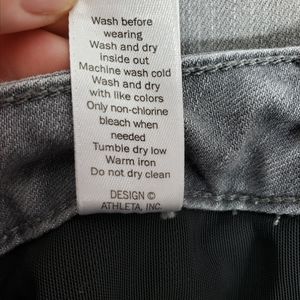 Wash before
wearing
Wash and dry
inside out
Machine wash cold
Wash and dry
with like colors
Only non-chlorine
bleach when
needed
Tumble dry low
Warm iron
Do not dry clean
DESIGN ©
ATHLETA, INC.